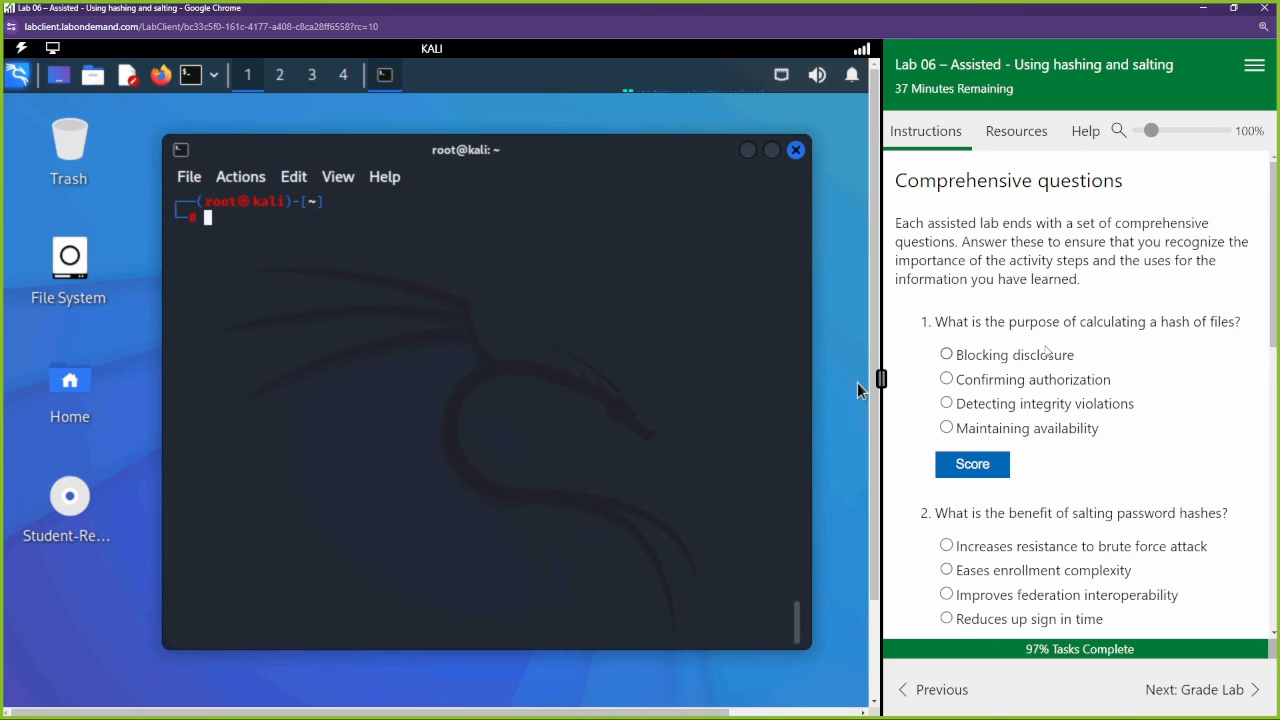 Lab 06 – Assisted - Using hashing and salting - Google Chrome
labclient.labondemand.com/LabClient/bc33c5f0-161c-4177-a408-c8ca28ff6558?rc=10
KALI
1 2 3 4
Trash
File System
Home
Student-Re...
root@kali: ~
File Actions Edit View Help
(root㉿kali)-[~]
#
Lab 06 – Assisted - Using hashing and salting
37 Minutes Remaining
Instructions Resources Help 100%
Comprehensive questions
Each assisted lab ends with a set of comprehensive
questions. Answer these to ensure that you recognize the
importance of the activity steps and the uses for the
information you have learned.
1. What is the purpose of calculating a hash of files?
Blocking disclosure
Confirming authorization
Detecting integrity violations
Maintaining availability
Score
2. What is the benefit of salting password hashes?
Increases resistance to brute force attack
Eases enrollment complexity
Improves federation interoperability
Reduces up sign in time
97% Tasks Complete
Previous
Next: Grade Lab